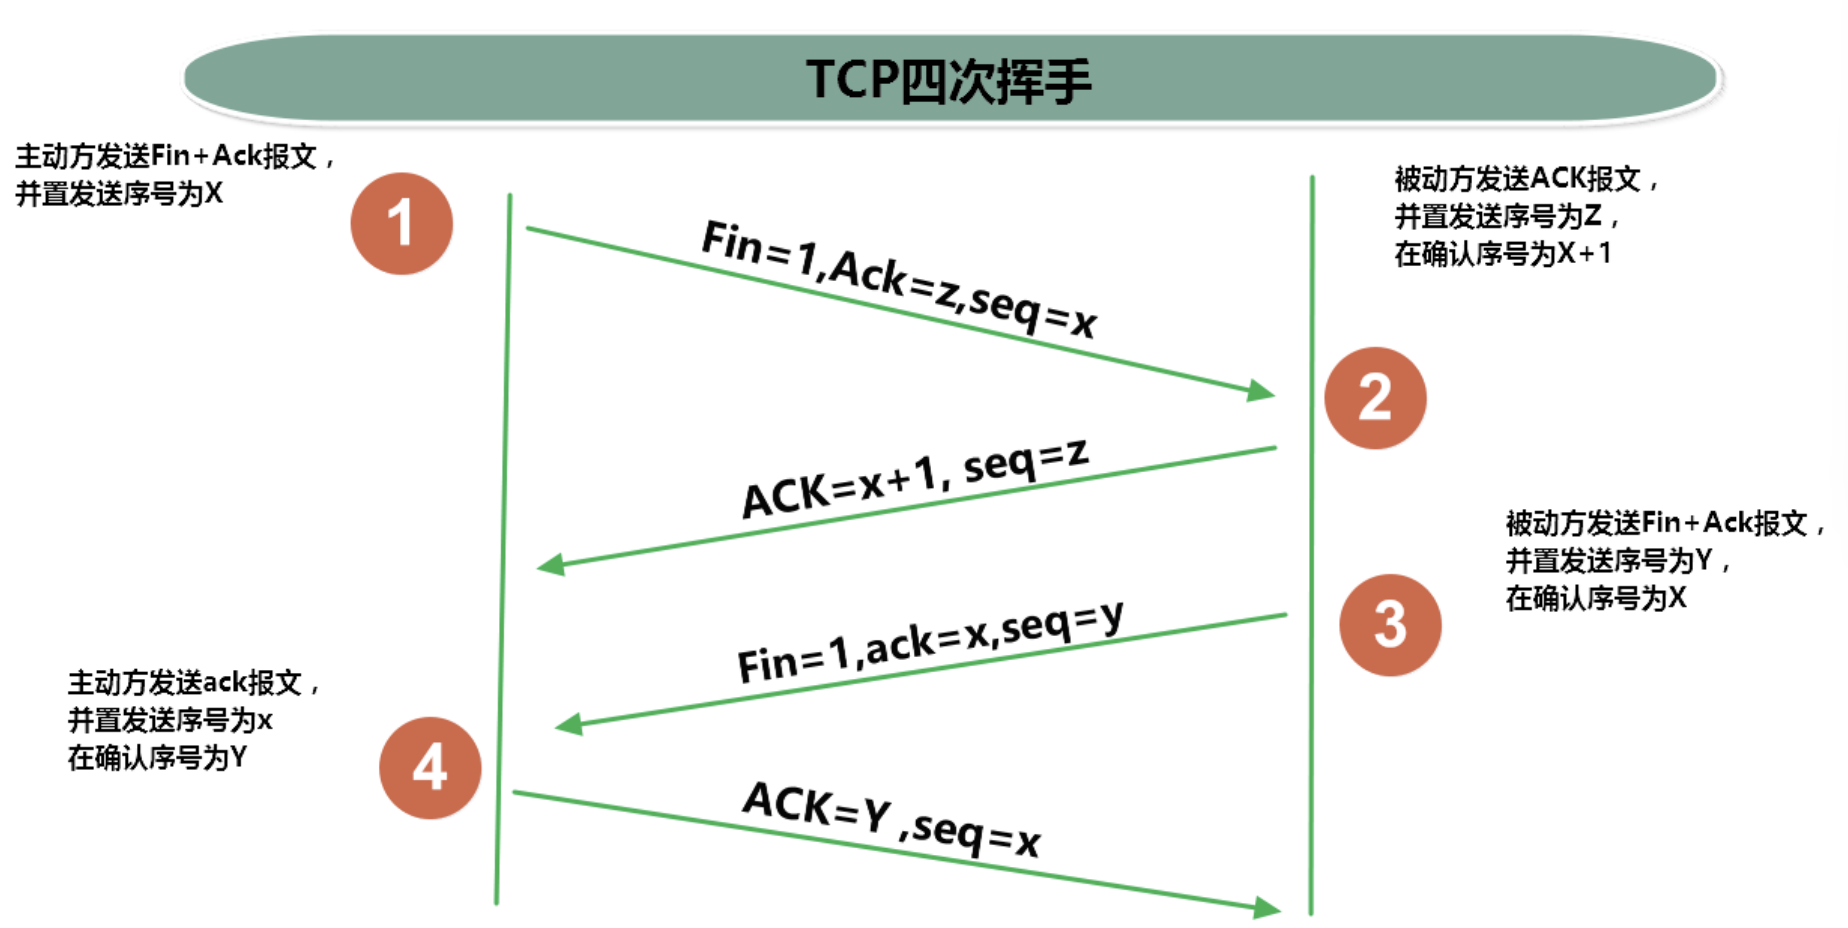 TCP四次挥手
主动方发送Fin+Ack报文，
并置发送序号为X
1
被动方发送ACK报文，
并置发送序号为Z，
在确认序号为X+1
Fin=1,Ack=z,seq=x
2
ACK=x+1, seq=z
被动方发送Fin+Ack报文，
并置发送序号为Y，
在确认序号为X
3
Fin=1,ack=x,seq=y
主动方发送ack报文，
并置发送序号为x
在确认序号为Y
4
ACK=Y ,seq=x